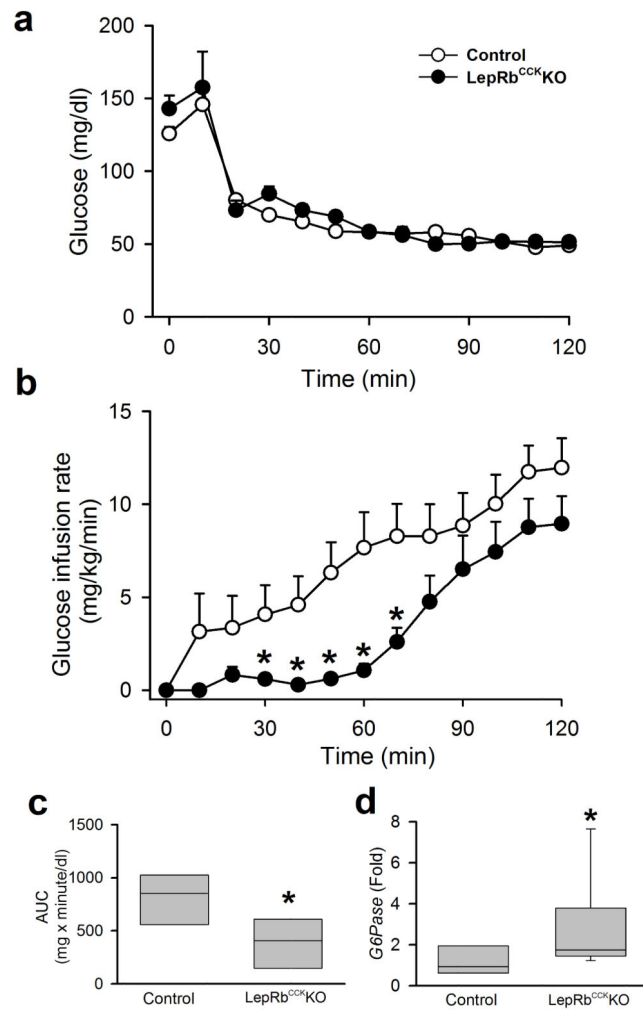 a
200
150
100
50
0
Glucose (mg/dl)
Control
LepRbCCKKO
0 30 60 90 120
Time (min)
b
15
10
5
0
Glucose infusion rate
(mg/kg/min)
* * * * *
0 30 60 90 120
Time (min)
c
1500
1000
500
0
AUC
(mg x minute/dl)
*
Control LepRbCCKKO
d
8
6
4
2
0
G6Pase (Fold)
*
Control LepRbCCKKO